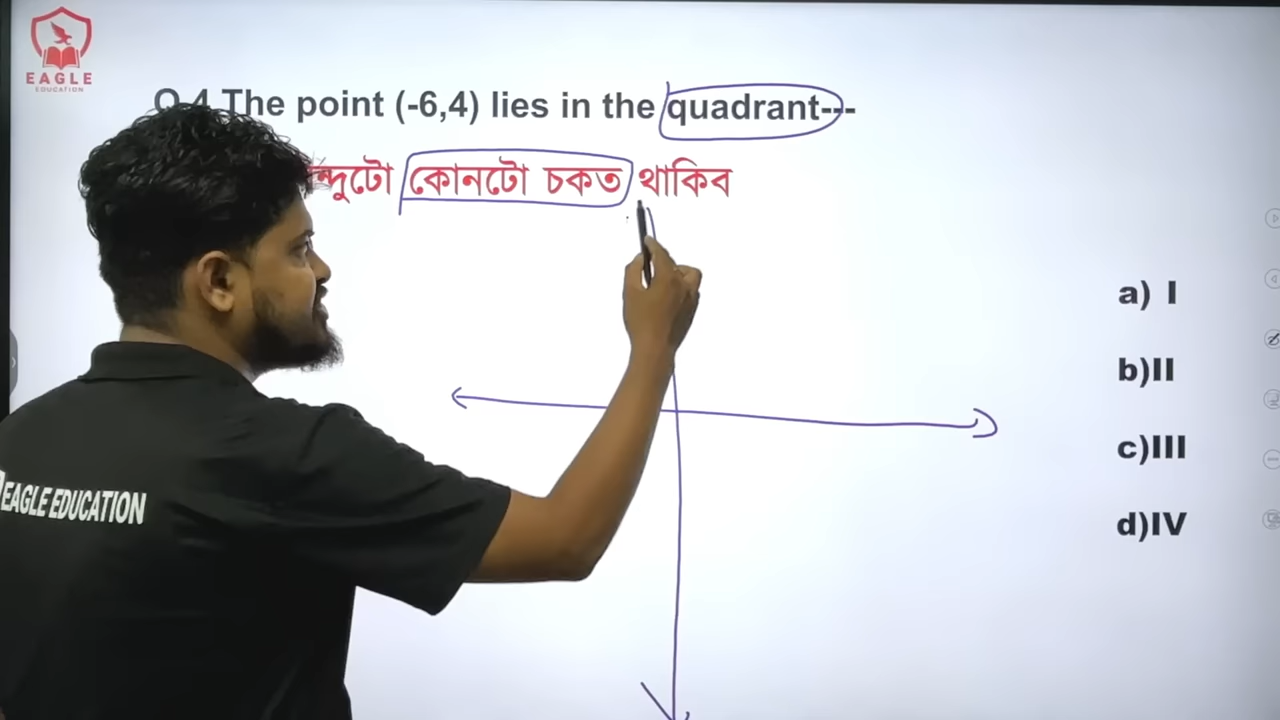 EAGLE
EDUCATION
Q.4 The point (-6,4) lies in the quadrant---
কোনটো চকত থাকিব
a) I
b)II
c)III
d)IV
EAGLE EDUCATION